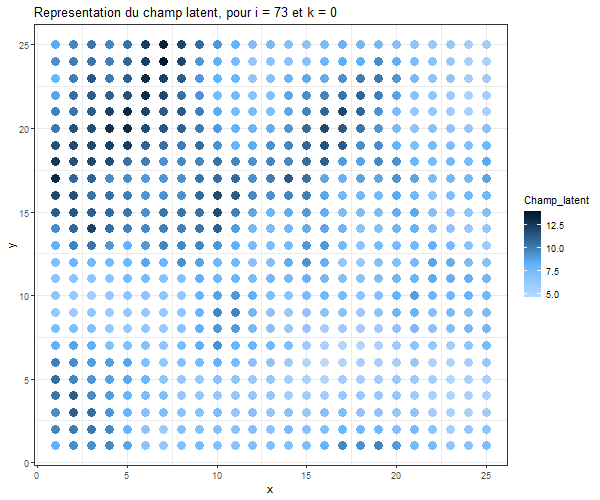 Representation du champ latent, pour i = 73 et k = 0
25
20
15
10
5
0
y
0 5 10 15 20 25
x
Champ_latent
12.5
10.0
7.5
5.0